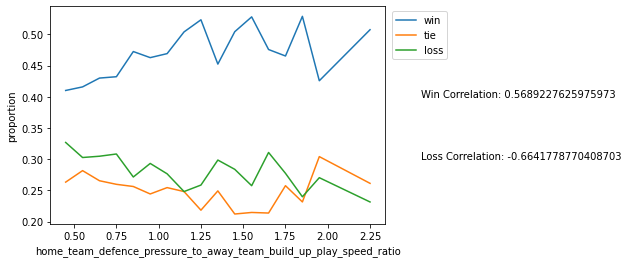 win
tie
loss
0.50
0.45
0.40
0.35
0.30
0.25
0.20
proportion
Win Correlation: 0.5689227625975973
Loss Correlation: -0.6641778770408703
0.50 0.75 1.00 1.25 1.50 1.75 2.00 2.25
home_team_defence_pressure_to_away_team_build_up_play_speed_ratio